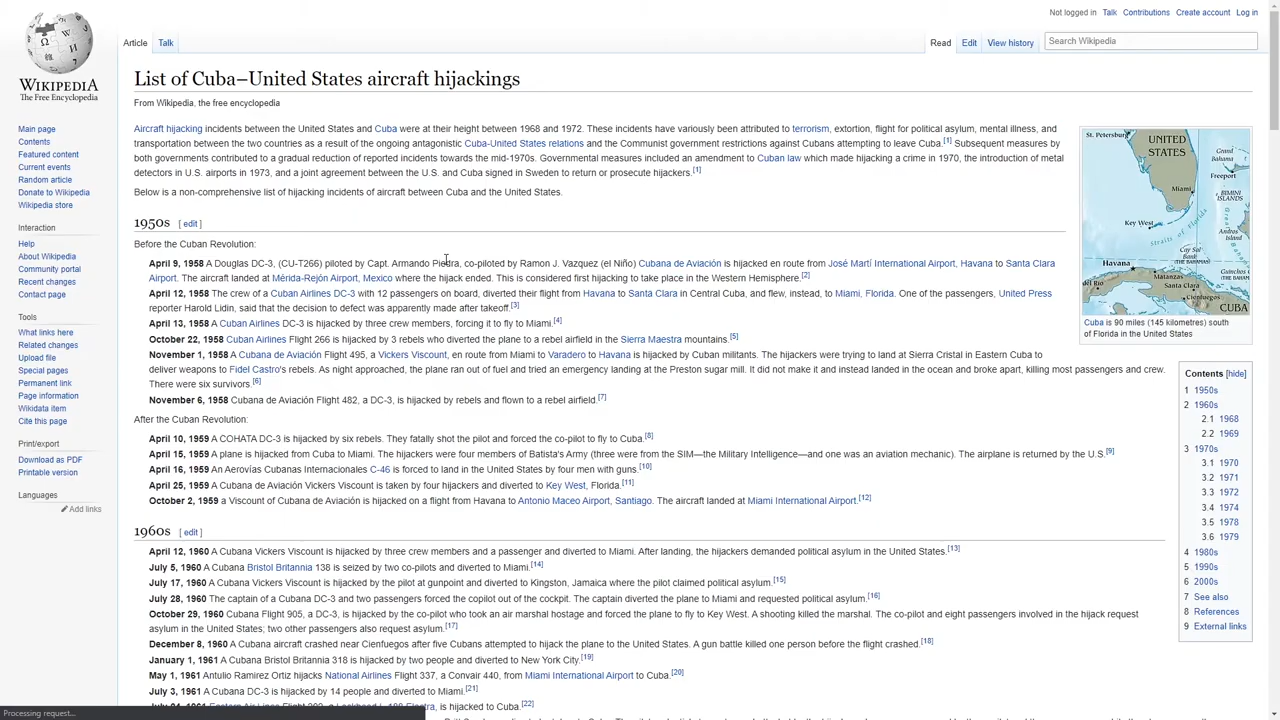 Not logged in Talk Contributions Create account Log in
Article Talk
Read Edit View history
Search Wikipedia
WIKIPEDIA
The Free Encyclopedia
Main page
Contents
Featured content
Current events
Random article
Donate to Wikipedia
Wikipedia store
Interaction
Help
About Wikipedia
Community portal
Recent changes
Contact page
Tools
What links here
Related changes
Upload file
Special pages
Permanent link
Page information
Wikidata item
Cite this page
Print/export
Download as PDF
Printable version
Languages
Add links
List of Cuba–United States aircraft hijackings
From Wikipedia, the free encyclopedia
Aircraft hijacking incidents between the United States and Cuba were at their height between 1968 and 1972. These incidents have variously been attributed to terrorism, extortion, flight for political asylum, mental illness, and
transportation between the two countries as a result of the ongoing antagonistic Cuba-United States relations and the Communist government restrictions against Cubans attempting to leave Cuba.[1] Subsequent measures by
both governments contributed to a gradual reduction of reported incidents towards the mid-1970s. Governmental measures included an amendment to Cuban law which made hijacking a crime in 1970, the introduction of metal
detectors in U.S. airports in 1973, and a joint agreement between the U.S. and Cuba signed in Sweden to return or prosecute hijackers.[1]
Below is a non-comprehensive list of hijacking incidents of aircraft between Cuba and the United States.
1950s [ edit ]
Before the Cuban Revolution:
April 9, 1958 A Douglas DC-3, (CU-T266) piloted by Capt. Armando Piedra, co-piloted by Ramon J. Vazquez (el Niño) Cubana de Aviación is hijacked en route from José Martí International Airport, Havana to Santa Clara
Airport. The aircraft landed at Mérida-Rejón Airport, Mexico where the hijack ended. This is considered first hijacking to take place in the Western Hemisphere.[2]
April 12, 1958 The crew of a Cuban Airlines DC-3 with 12 passengers on board, diverted their flight from Havana to Santa Clara in Central Cuba, and flew, instead, to Miami, Florida. One of the passengers, United Press
reporter Harold Lidin, said that the decision to defect was apparently made after takeoff.[3]
April 13, 1958 A Cuban Airlines DC-3 is hijacked by three crew members, forcing it to fly to Miami.[4]
October 22, 1958 Cuban Airlines Flight 266 is hijacked by 3 rebels who diverted the plane to a rebel airfield in the Sierra Maestra mountains.[5]
November 1, 1958 A Cubana de Aviación Flight 495, a Vickers Viscount, en route from Miami to Varadero to Havana is hijacked by Cuban militants. The hijackers were trying to land at Sierra Cristal in Eastern Cuba to
deliver weapons to Fidel Castro's rebels. As night approached, the plane ran out of fuel and tried an emergency landing at the Preston sugar mill. It did not make it and instead landed in the ocean and broke apart, killing most passengers and crew.
There were six survivors.[6]
November 6, 1958 Cubana de Aviación Flight 482, a DC-3, is hijacked by rebels and flown to a rebel airfield.[7]
After the Cuban Revolution:
April 10, 1959 A COHATA DC-3 is hijacked by six rebels. They fatally shot the pilot and forced the co-pilot to fly to Cuba.[8]
April 15, 1959 A plane is hijacked from Cuba to Miami. The hijackers were four members of Batista's Army (three were from the SIM—the Military Intelligence—and one was an aviation mechanic). The airplane is returned by the U.S.[9]
April 16, 1959 An Aerovías Cubanas Internacionales C-46 is forced to land in the United States by four men with guns.[10]
April 25, 1959 A Cubana de Aviación Vickers Viscount is taken by four hijackers and diverted to Key West, Florida.[11]
October 2, 1959 a Viscount of Cubana de Aviación is hijacked on a flight from Havana to Antonio Maceo Airport, Santiago. The aircraft landed at Miami International Airport.[12]
1960s [ edit ]
April 12, 1960 A Cubana Vickers Viscount is hijacked by three crew members and a passenger and diverted to Miami. After landing, the hijackers demanded political asylum in the United States.[13]
July 5, 1960 A Cubana Bristol Britannia 138 is seized by two co-pilots and diverted to Miami.[14]
July 17, 1960 A Cubana Vickers Viscount is hijacked by the pilot at gunpoint and diverted to Kingston, Jamaica where the pilot claimed political asylum.[15]
July 28, 1960 The captain of a Cubana DC-3 and two passengers forced the copilot out of the cockpit. The captain diverted the plane to Miami and requested political asylum.[16]
October 29, 1960 Cubana Flight 905, a DC-3, is hijacked by the co-pilot who took an air marshal hostage and forced the plane to fly to Key West. A shooting killed the marshal. The co-pilot and eight passengers involved in the hijack request
asylum in the United States; two other passengers also request asylum.[17]
December 8, 1960 A Cubana aircraft crashed near Cienfuegos after five Cubans attempted to hijack the plane to the United States. A gun battle killed one person before the flight crashed.[18]
January 1, 1961 A Cubana Bristol Britannia 318 is hijacked by two people and diverted to New York City.[19]
May 1, 1961 Antulio Ramirez Ortiz hijacks National Airlines Flight 337, a Convair 440, from Miami International Airport to Cuba.[20]
July 3, 1961 A Cubana DC-3 is hijacked by 14 people and diverted to Miami.[21]
is hijacked to Cuba.[22]
St. Petersburg
UNITED
STATES
Grand
Bahama
Freeport
Miami
BIMINI
ISLANDS
Key West
Straits of Florida
Andros
Island
Cay Sal
Bank
(THE BAHAMAS)
Havana
Matanzas
Santa Clara
Cienfuegos
del Río
CUBA
Cuba is 90 miles (145 kilometres) south
of Florida in the United States
Contents [hide]
1 1950s
2 1960s
2.1 1968
2.2 1969
3 1970s
3.1 1970
3.2 1971
3.3 1972
3.4 1974
3.5 1978
3.6 1979
4 1980s
5 1990s
6 2000s
7 See also
8 References
9 External links
Processing request...